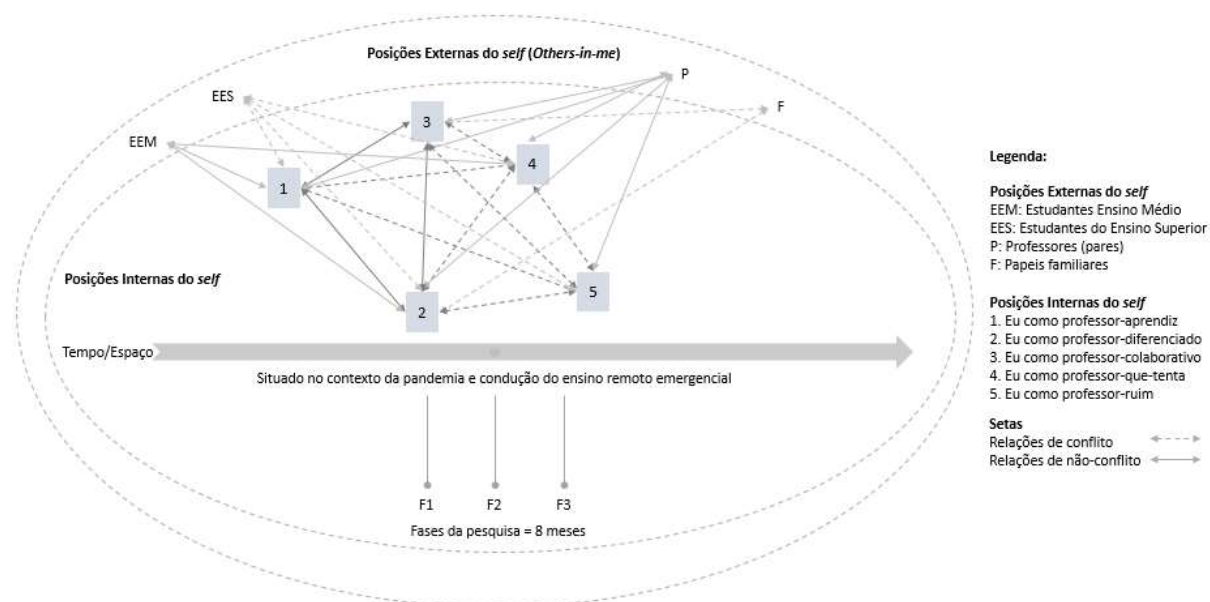 Posições Externas do self (Others-in-me)
P
EES
F
3
EEM
4
1
Posições Internas do self
5
2
Tempo/Espaço
Situado no contexto da pandemia e condução do ensino remoto emergencial
F1
F2
F3
Fases da pesquisa = 8 meses
Legenda:
Posições Externas do self
EEM: Estudantes Ensino Médio
EES: Estudantes do Ensino Superior
P: Professores (pares)
F: Papeis familiares
Posições Internas do self
1. Eu como professor-aprendiz
2. Eu como professor-diferenciado
3. Eu como professor-colaborativo
4. Eu como professor-que-tenta
5. Eu como professor-ruim
Setas
Relações de conflito
Relações de não-conflito